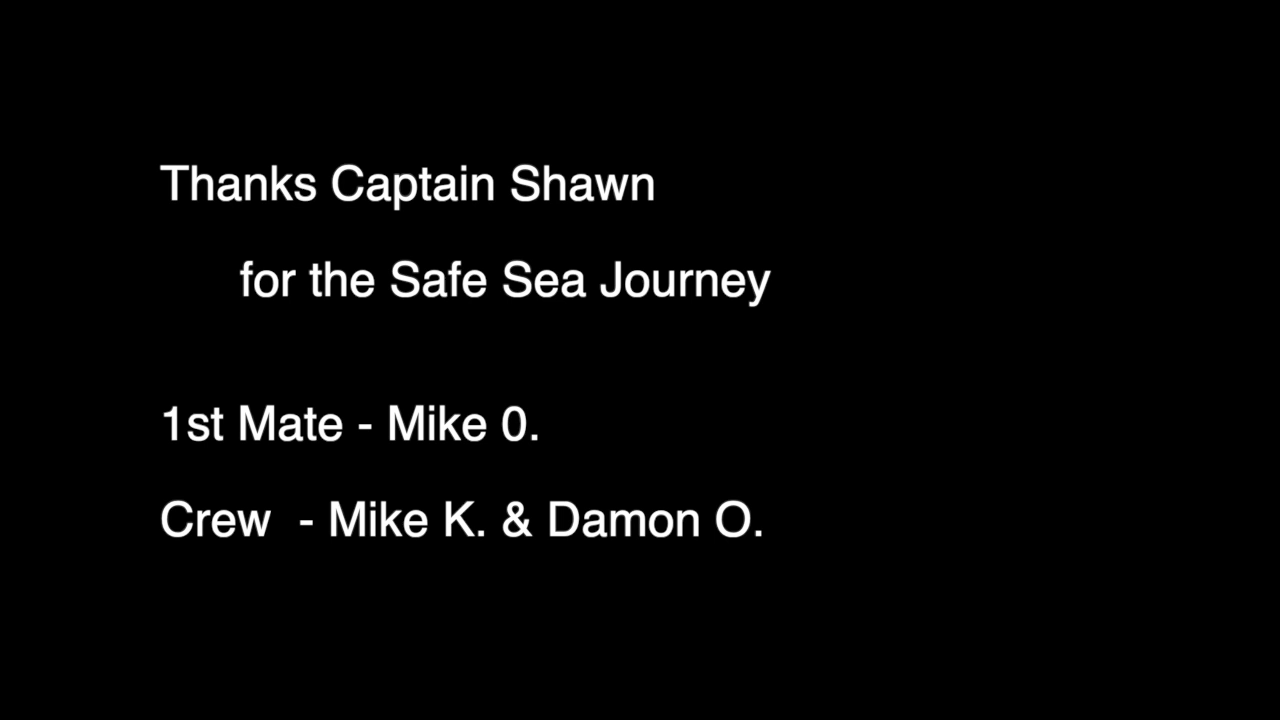 Thanks Captain Shawn
for the Safe Sea Journey
1st Mate - Mike 0.
Crew  - Mike K. & Damon O.